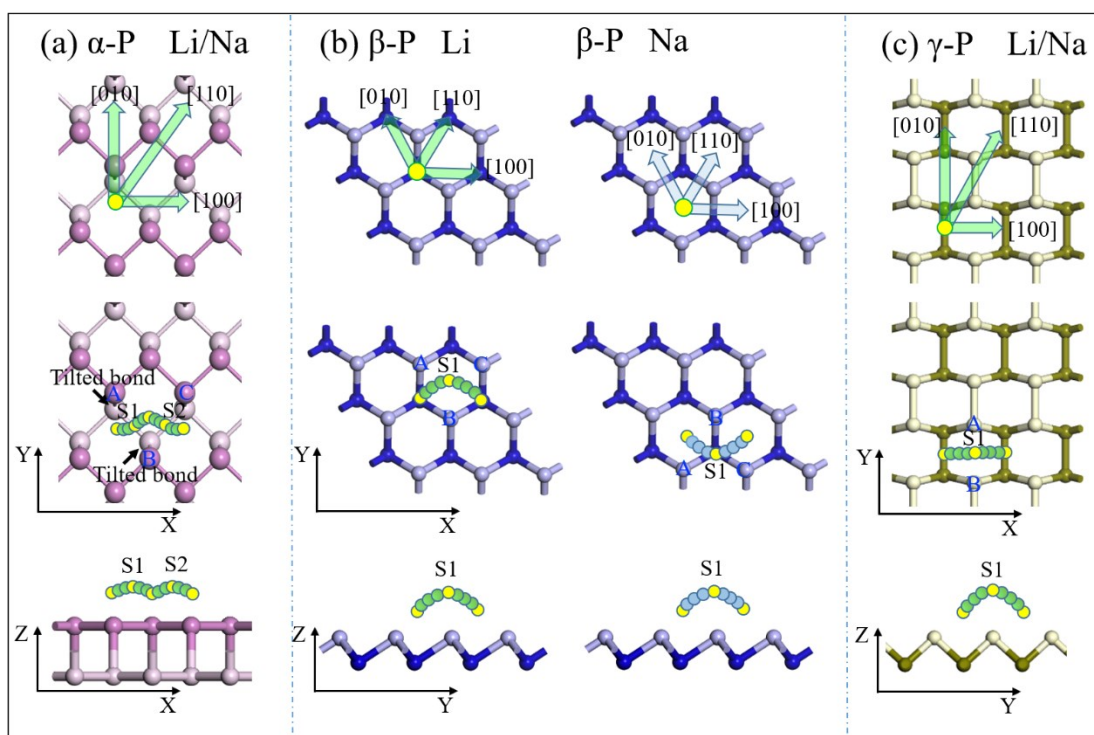 (a) α-P Li/Na
[010]
[110]
[100]
Tilted bond
A
C
S1
S2
B
Tilted bond
Y
X
S1
S2
Z
X
(b) β-P Li
[010]
[110]
[100]
A
S1
C
B
Y
X
S1
Z
Y
β-P Na
[010]
[110]
[100]
B
A
S1
C
S1
(c) γ-P Li/Na
[010]
[110]
[100]
A
S1
B
Y
X
S1
Z
Y